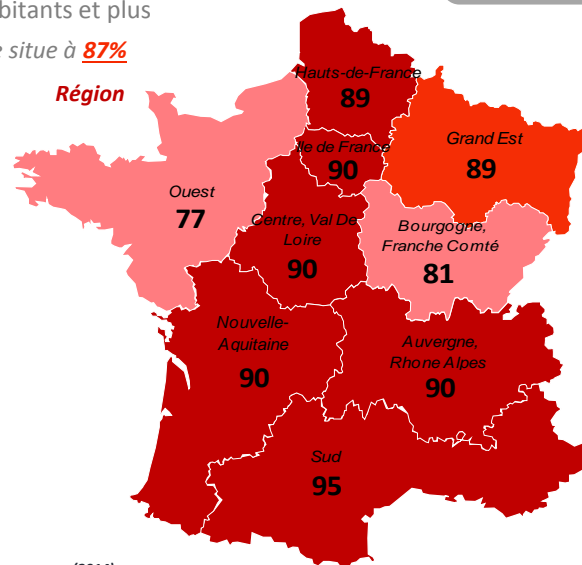 bitants et plus
e situe à 87%
Région
Hauts-de-France
89
Ile de France
90
Grand Est
89
Ouest
77
Centre, Val De
Loire
90
Bourgogne,
Franche Comté
81
Nouvelle-
Aquitaine
90
Auvergne,
Rhone Alpes
90
Sud
95